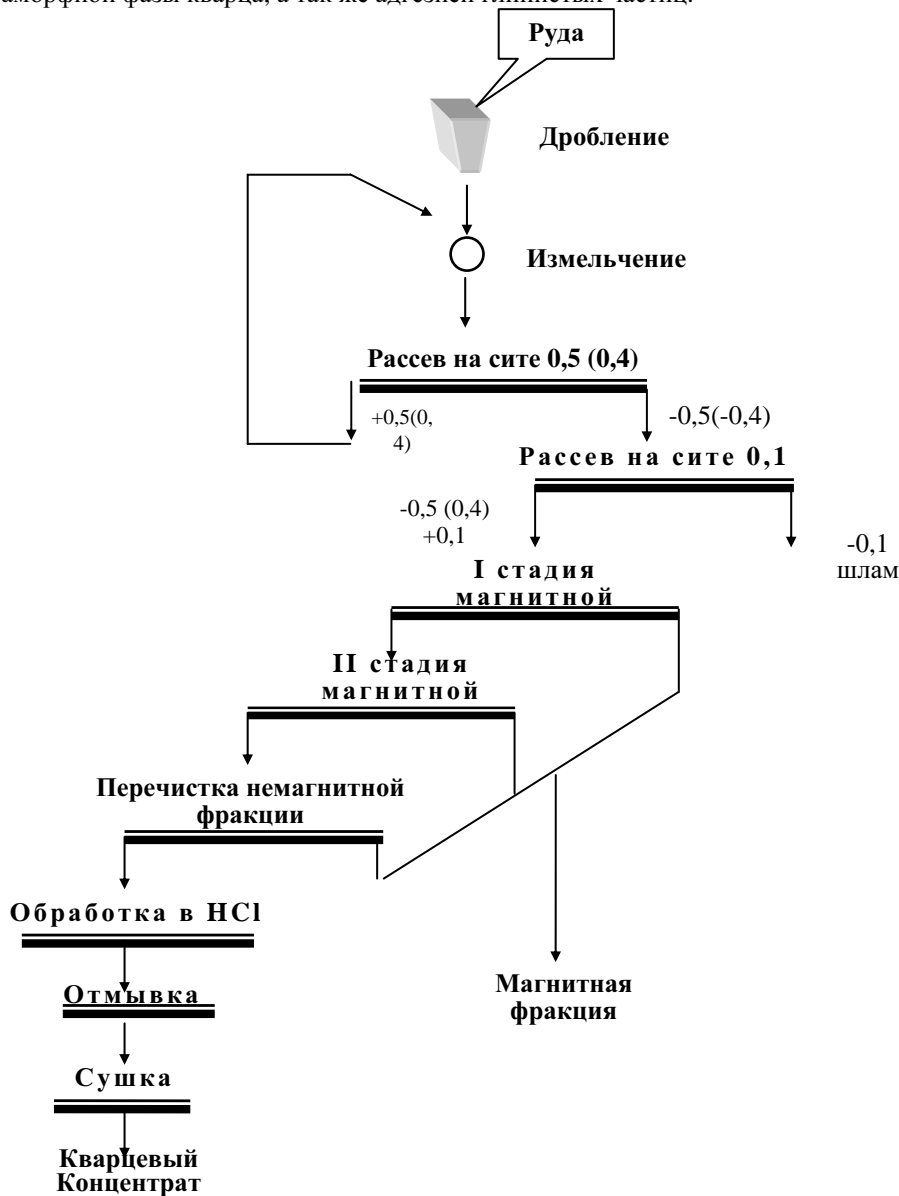 аморфной фазы кварца, а так же адгезией глинистых частиц.
Руда
Дробление
Измельчение
Рассев на сите 0,5 (0,4)
+0,5(0,
4)
-0,5(-0,4)
Рассев на сите 0,1
-0,5 (0,4)
+0,1
-0,1
шлам
I стадия
магнитной
II стадия
магнитной
Перечистка немагнитной
фракции
Обработка в HCl
Отмывка
Магнитная
фракция
Сушка
Кварцевый
Концентрат